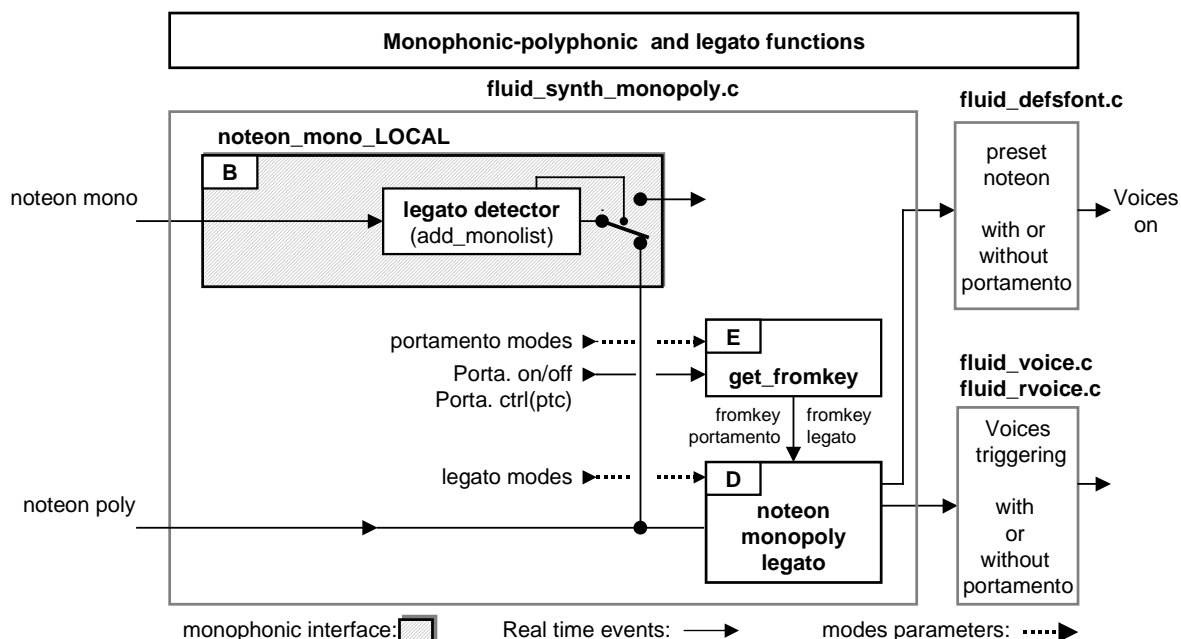 Monophonic-polyphonic and legato functions
fluid_synth_monopoly.c
fluid_defsfont.c
noteon_mono_LOCAL
B
preset
noteon
with or
without
portamento
noteon mono
legato detector
(add_monolist)
Voices
on
portamento modes
E
get_fromkey
Porta. on/off
Porta. ctrl(ptc)
fluid_voice.c
fluid_rvoice.c
fromkey
portamento
fromkey
legato
Voices
triggering
with
or
without
portamento
legato modes
D
noteon
monopoly
legato
noteon poly
monophonic interface:
Real time events:
modes parameters: